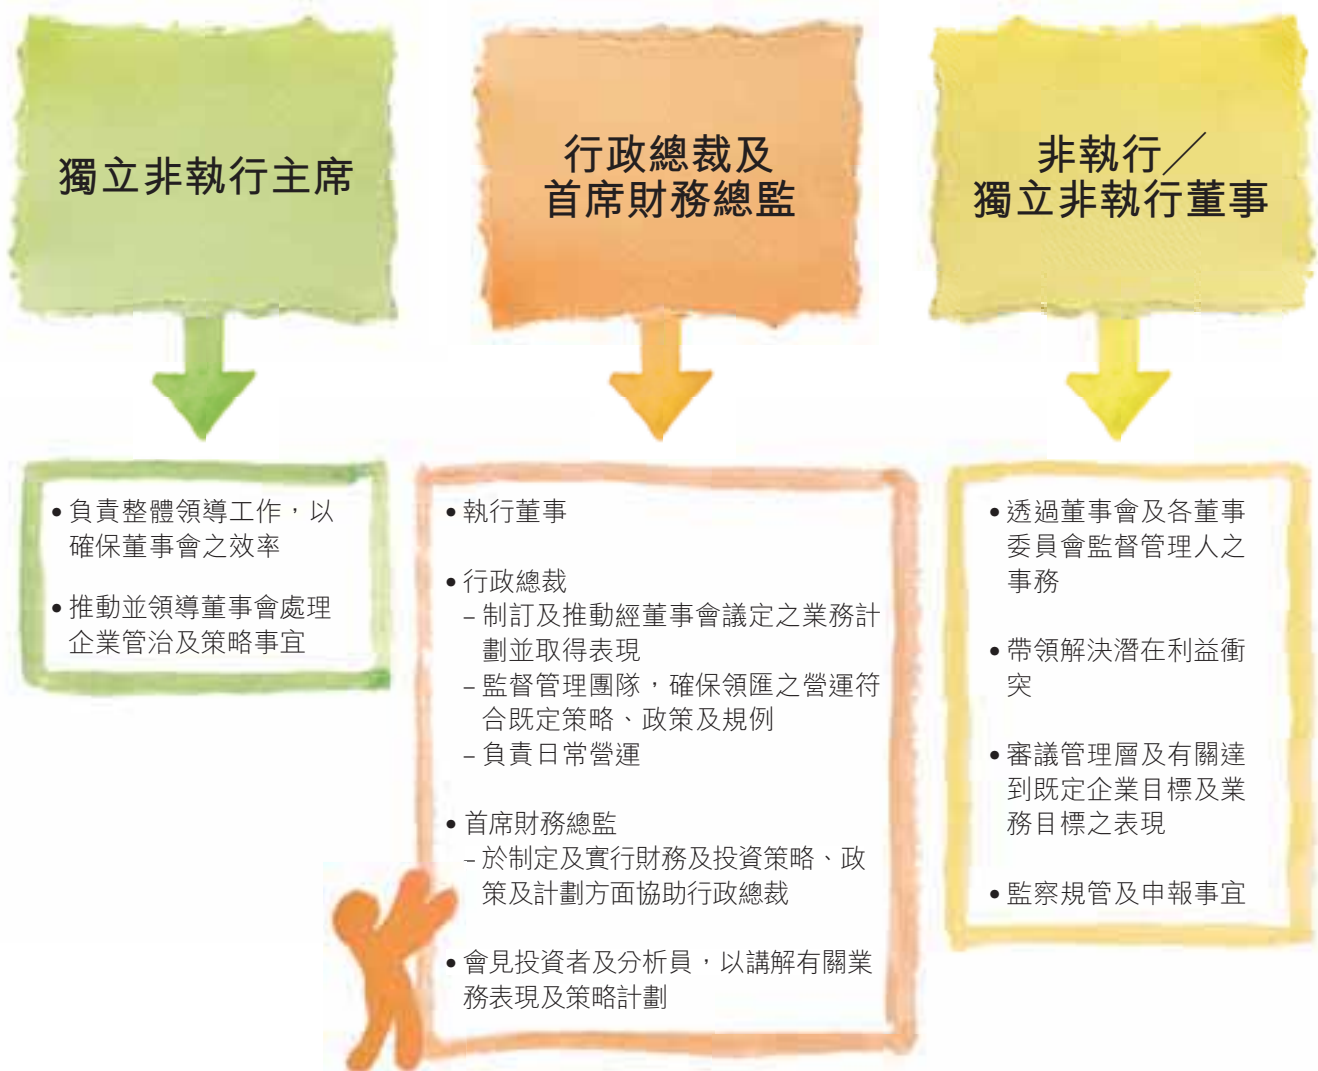 獨立非執行主席
行政總裁及
首席財務總監
非執行／
獨立非執行董事
•負責整體領導工作，以
確保董事會之效率
•推動並領導董事會處理
企業管治及策略事宜
•執行董事
•行政總裁
–制訂及推動經董事會議定之業務計
劃並取得表現
–監督管理團隊，確保領匯之營運符
合既定策略、政策及規例
–負責日常營運
•首席財務總監
–於制定及實行財務及投資策略、政
策及計劃方面協助行政總裁
•會見投資者及分析員，以講解有關業
務表現及策略計劃
•透過董事會及各董事
委員會監督管理人之
事務
•帶領解決潛在利益衝
突
•審議管理層及有關達
到既定企業目標及業
務目標之表現
•監察規管及申報事宜